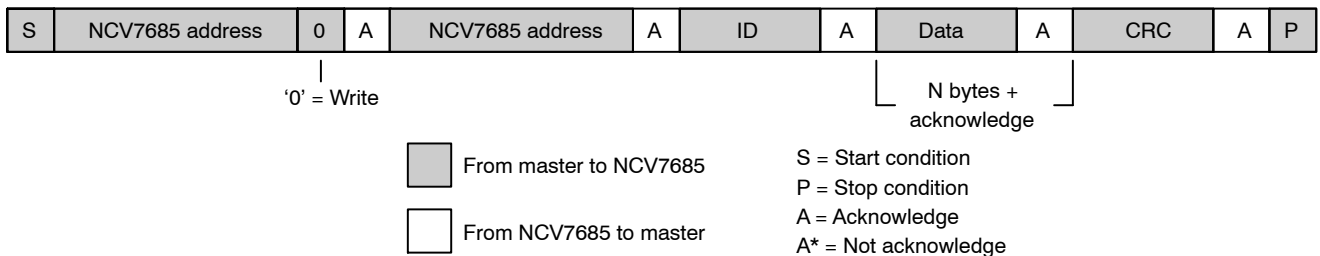 S NCV7685 address 0 A NCV7685 address A ID A Data A CRC A P
‘0’ = Write
N bytes +
acknowledge
From master to NCV7685
From NCV7685 to master
S = Start condition
P = Stop condition
A = Acknowledge
A* = Not acknowledge